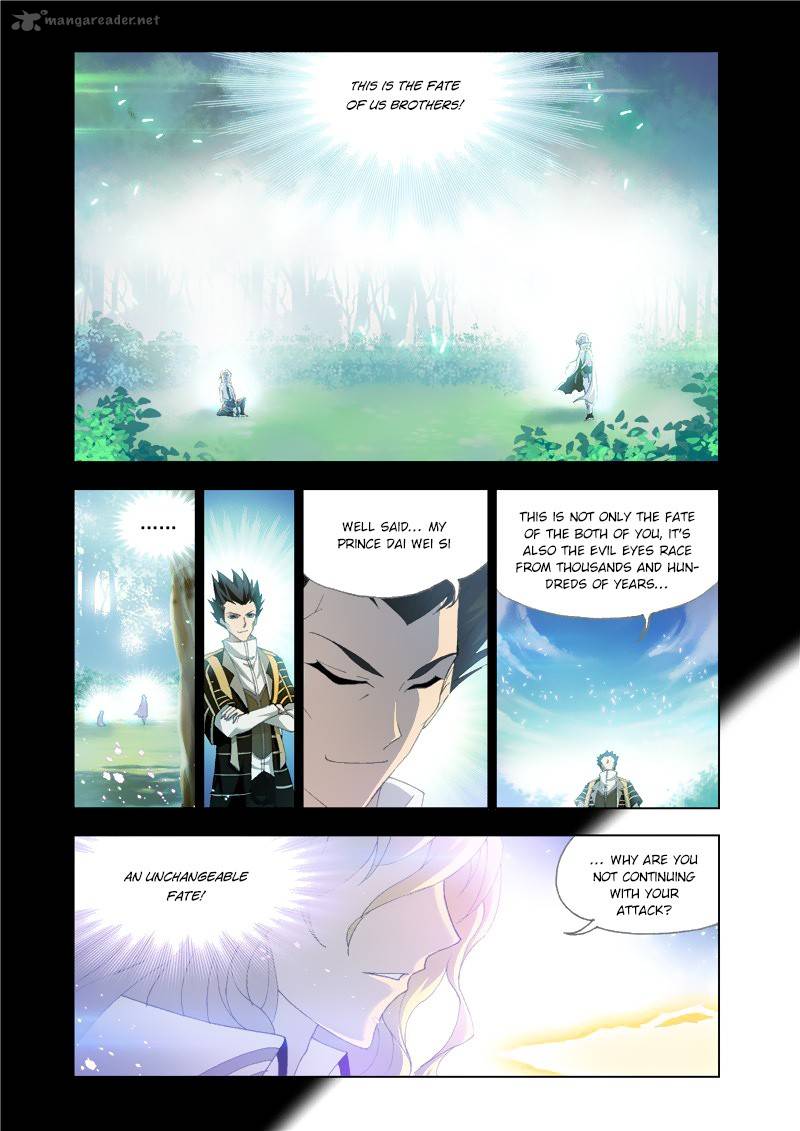 mangareader.net
THIS IS THE FATE
OF US BROTHERS!
......
WELL SAID... MY
PRINCE DAI WEI SI
THIS IS NOT ONLY THE FATE
OF THE BOTH OF YOU, IT'S
ALSO THE EVIL EYES RACE
FROM THOUSANDS AND HUN-
DREDS OF YEARS...
AN UNCHANGEABLE
FATE!
... WHY ARE YOU
NOT CONTINUING
WITH YOUR
ATTACK?